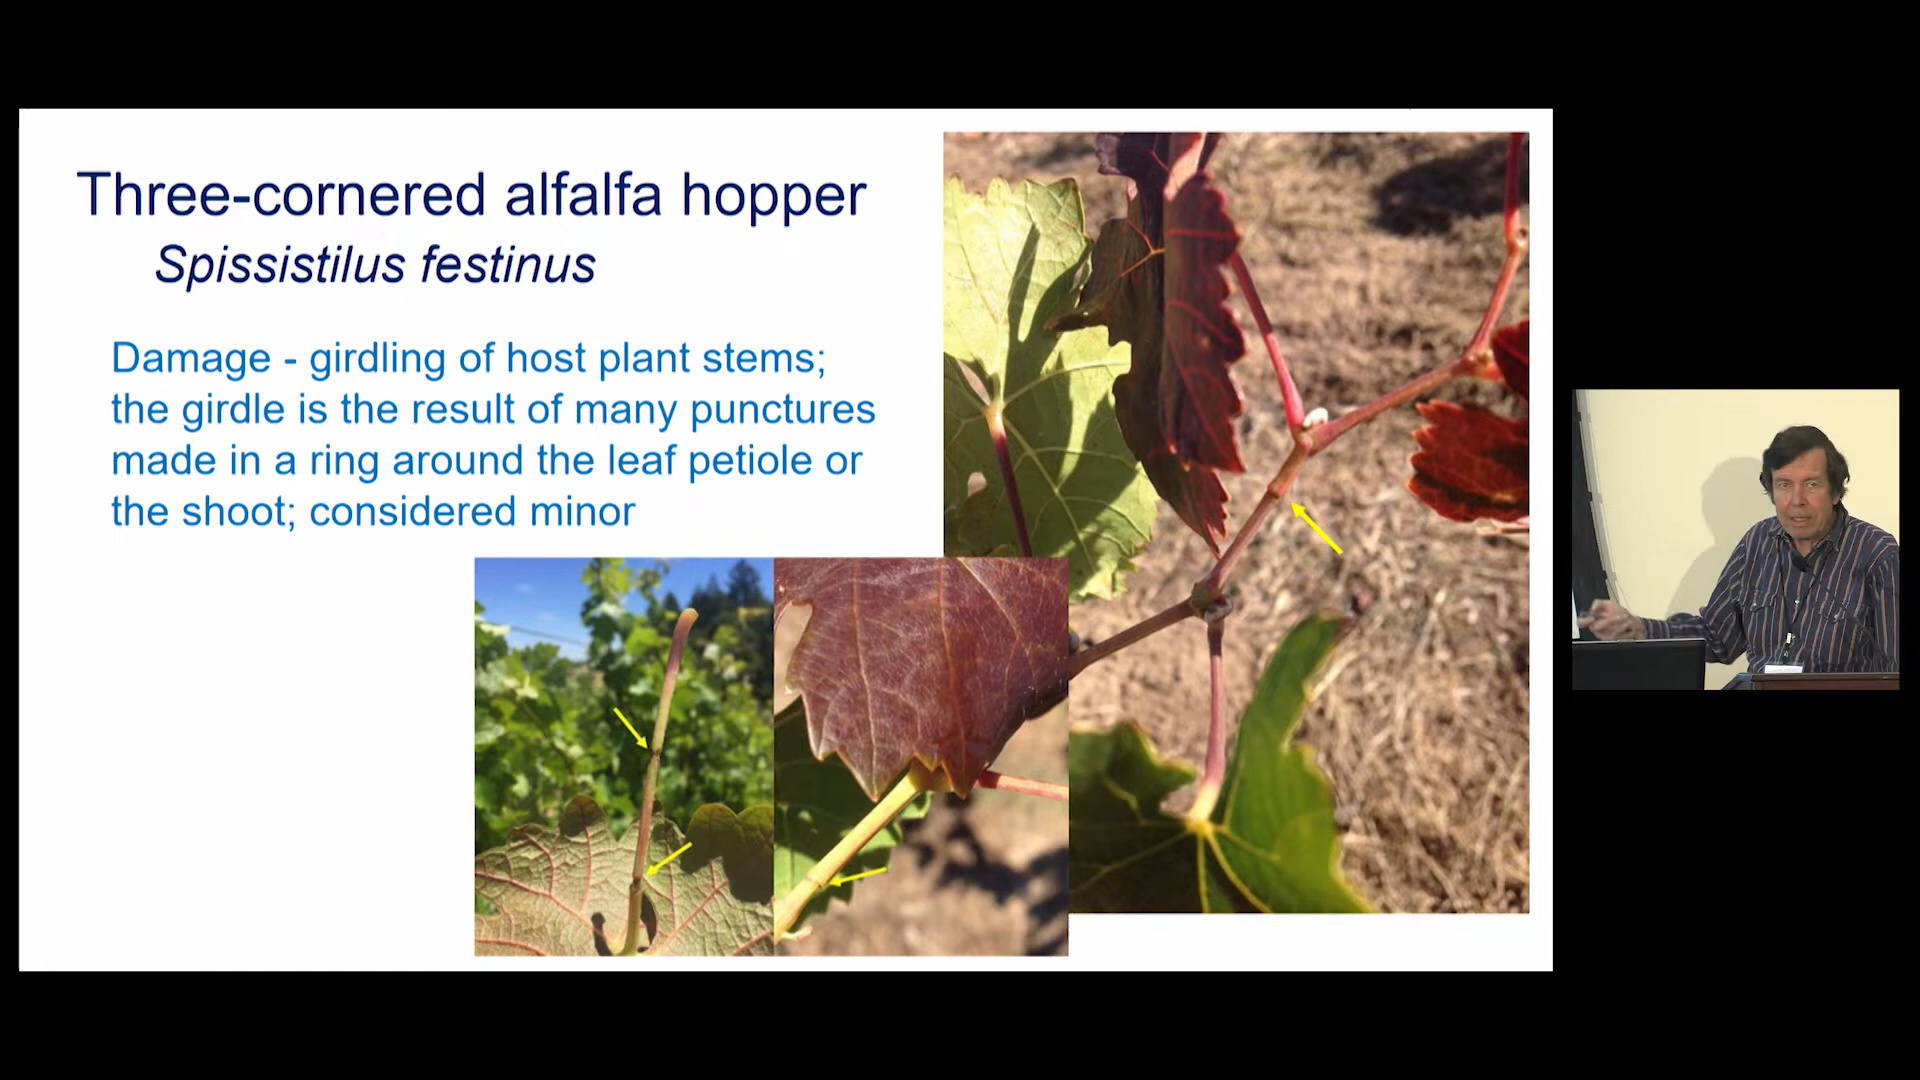 Three-cornered alfalfa hopper
Spissistilus festinus
Damage - girdling of host plant stems;
the girdle is the result of many punctures
made in a ring around the leaf petiole or
the shoot; considered minor